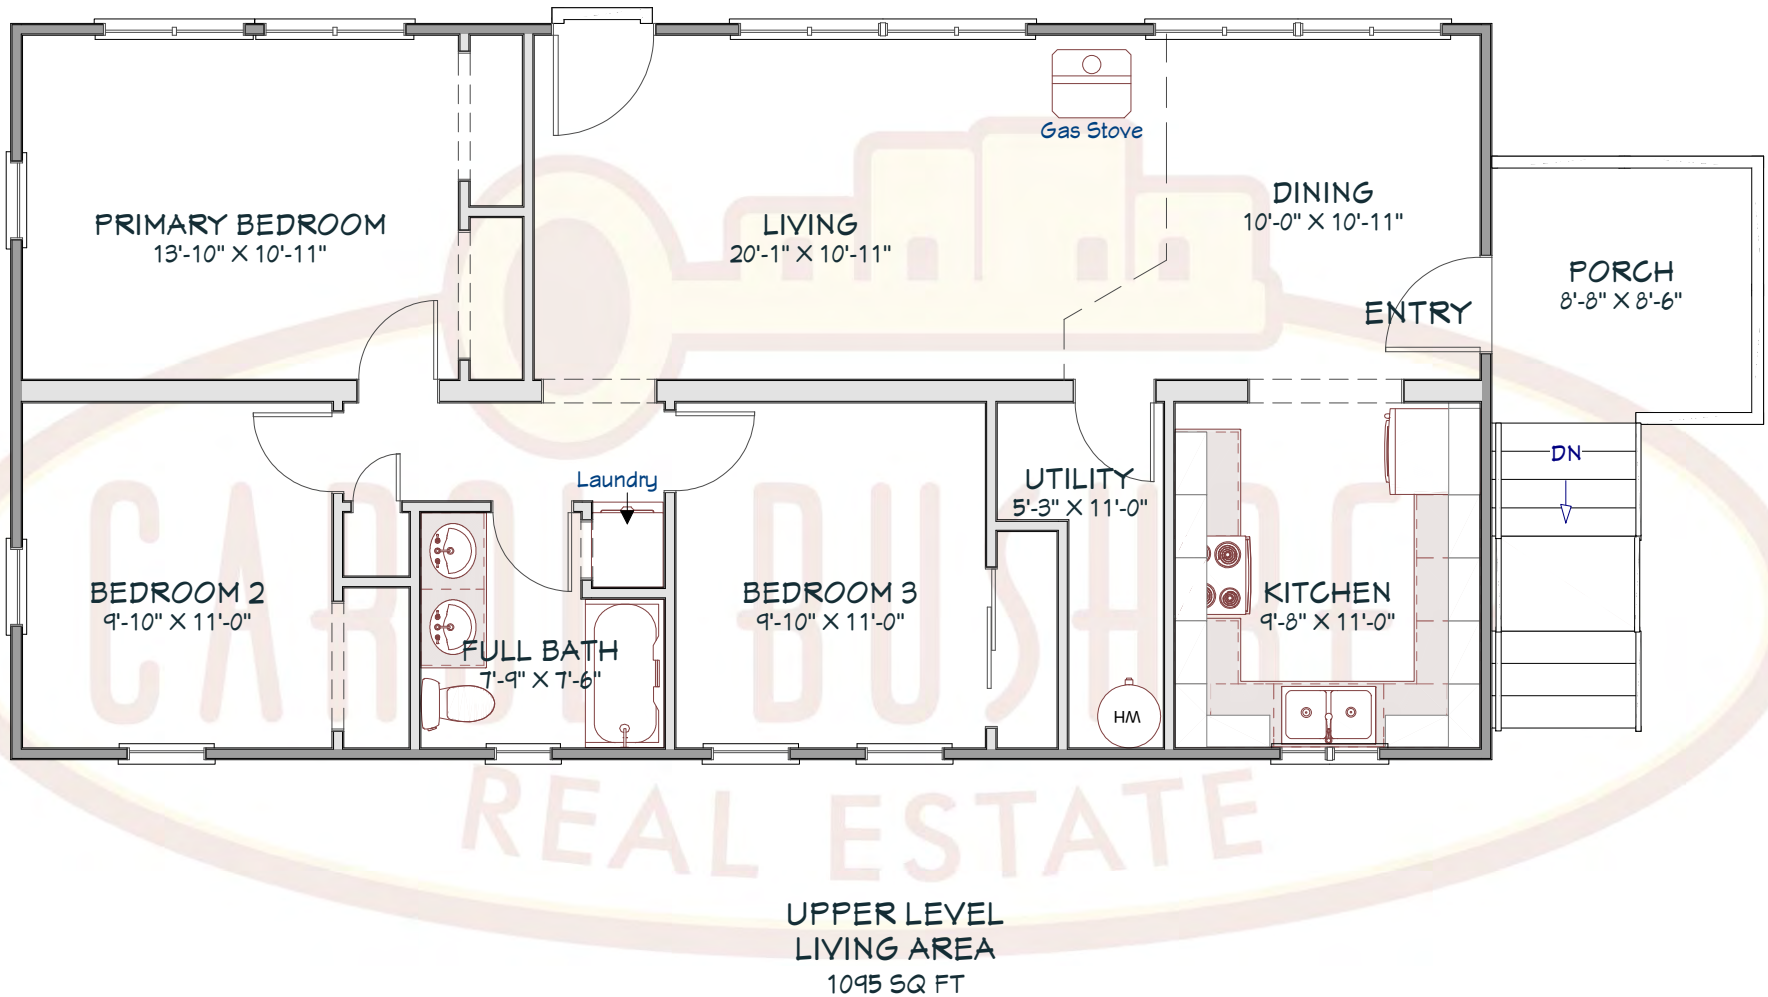 Gas Stove
PRIMARY BEDROOM
13'-10" X 10'-11"
LIVING
20'-1" X 10'-11"
DINING
10'-0" X 10'-11"
PORCH
8'-8" X 8'-6"
ENTRY
DN
Laundry
UTILITY
5'-3" X 11'-0"
BEDROOM 2
9'-10" X 11'-0"
FULL BATH
7'-9" X 7'-6"
BEDROOM 3
9'-10" X 11'-0"
KITCHEN
9'-8" X 11'-0"
HW
CAROL BUSHRE
REAL ESTATE
UPPER LEVEL
LIVING AREA
1095 SQ FT